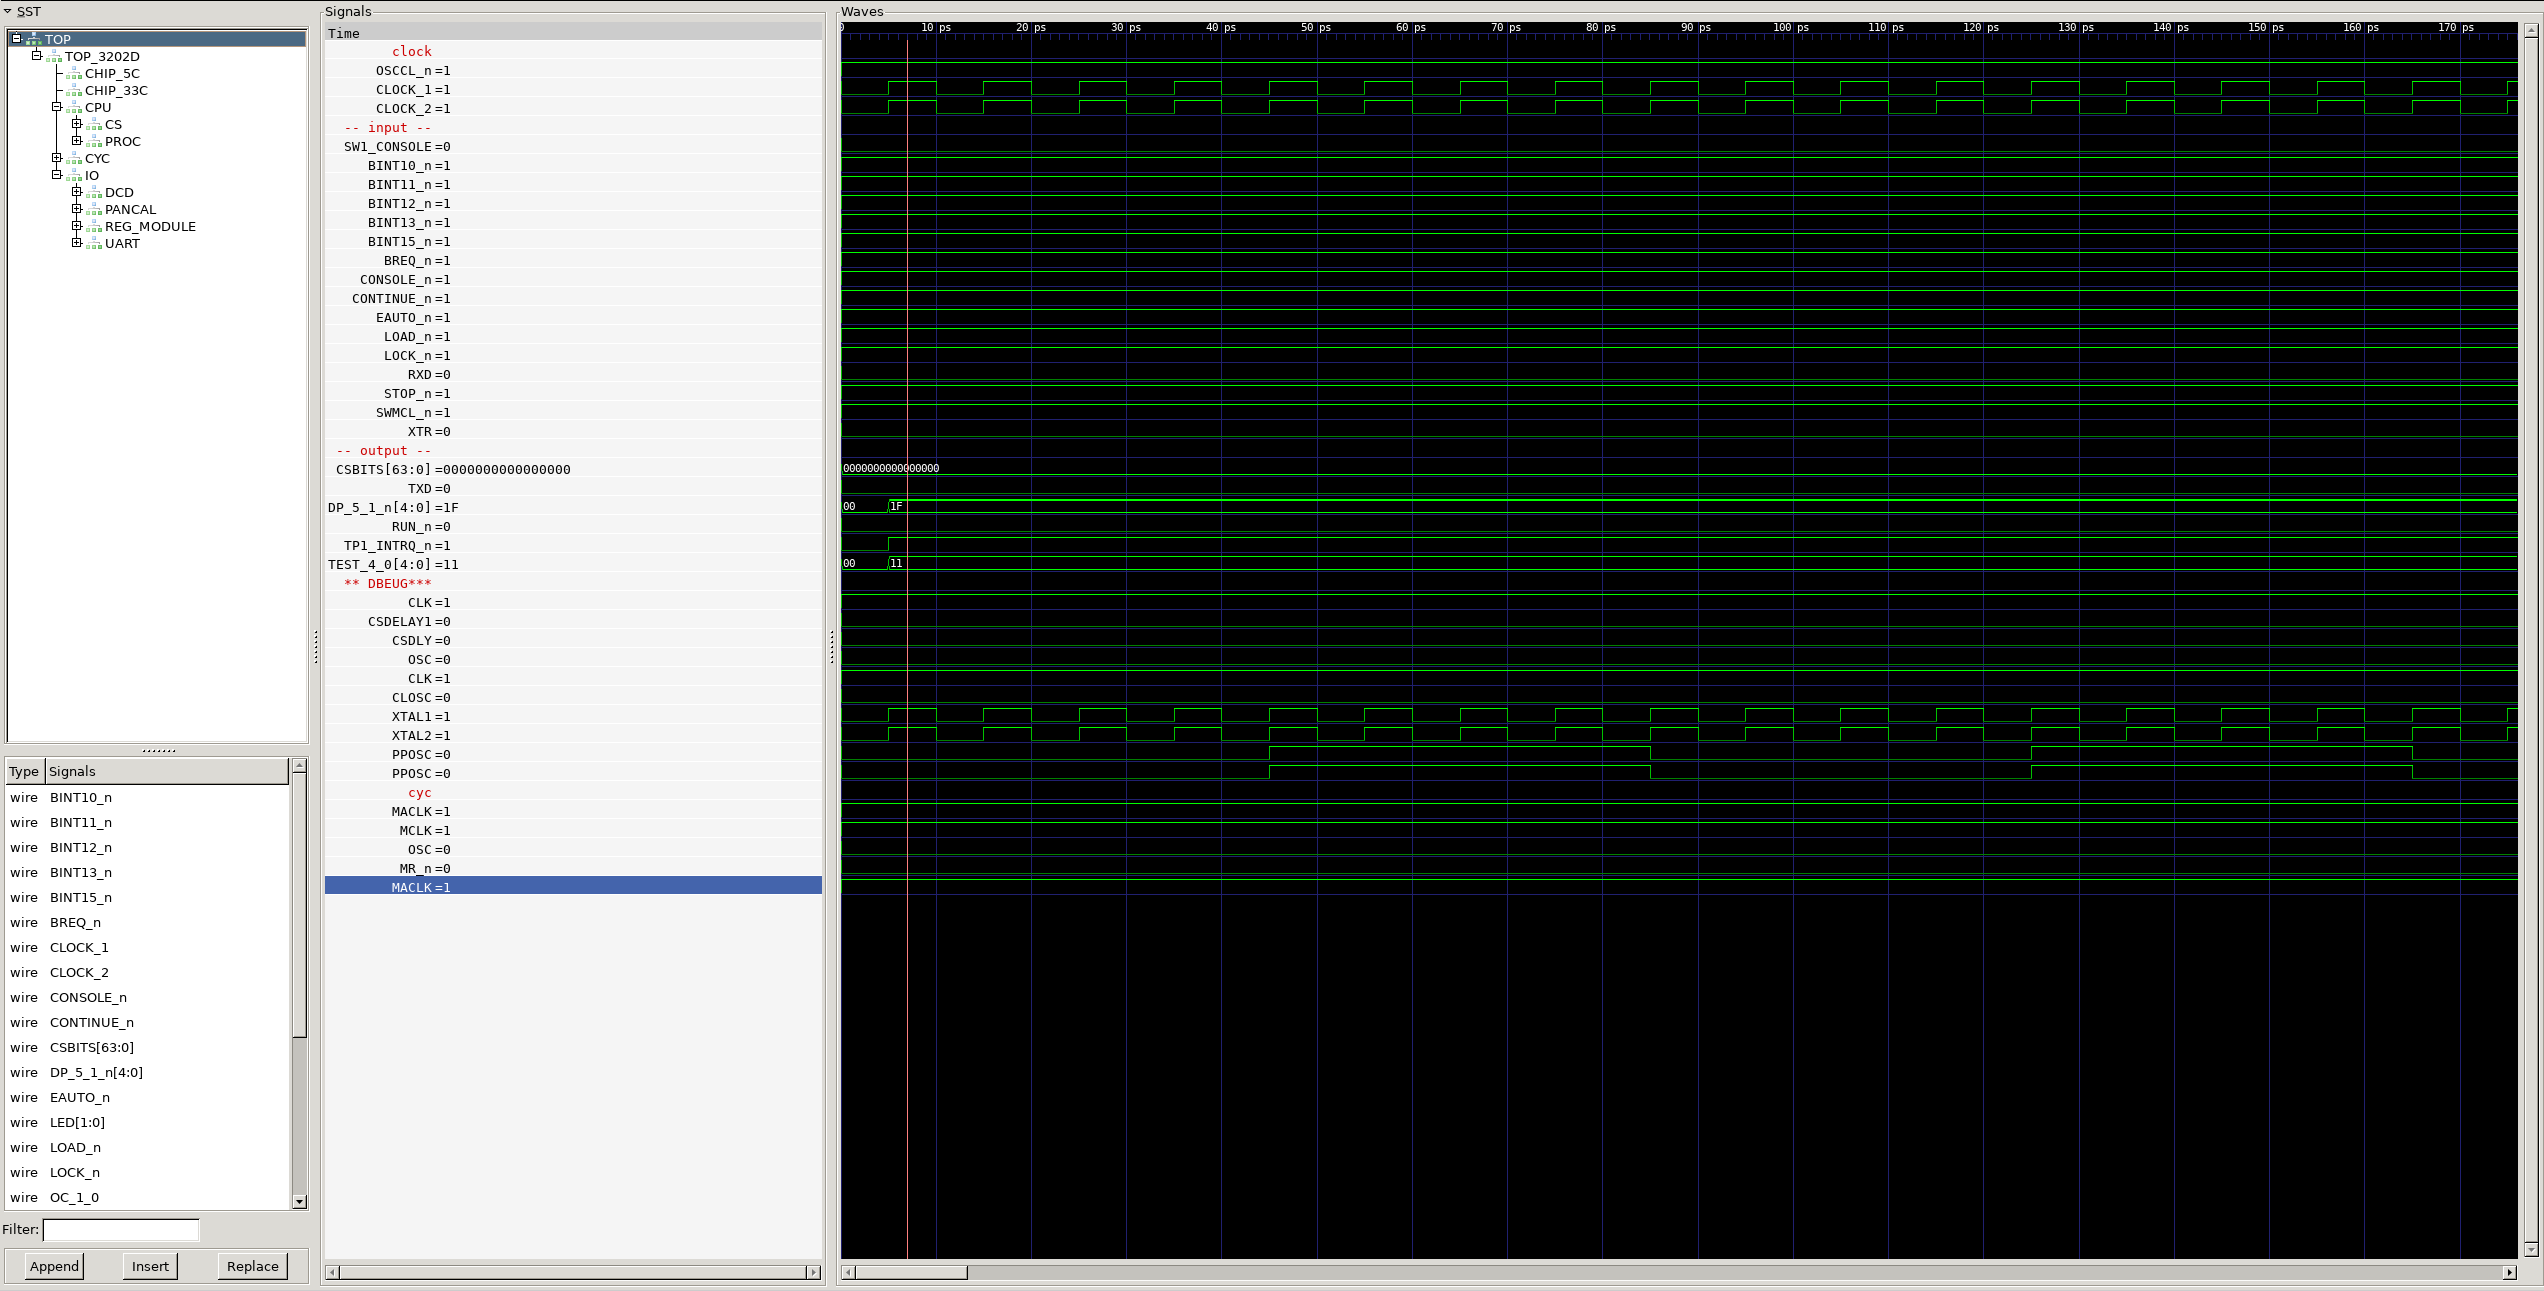 SST
TOP
TOP_3202D
CHIP_5C
CHIP_33C
CPU
CS
PROC
CYC
IO
DCD
PANCAL
REG_MODULE
UART
Type Signals
wire BINT10_n
wire BINT11_n
wire BINT12_n
wire BINT13_n
wire BINT15_n
wire BREQ_n
wire CLOCK_1
wire CLOCK_2
wire CONSOLE_n
wire CONTINUE_n
wire CSBITS[63:0]
wire DP_5_1_n[4:0]
wire EAUTO_n
wire LED[1:0]
wire LOAD_n
wire LOCK_n
wire OC_1_0
Filter:
Append Insert Replace
Signals
Time
clock
OSCCL_n=1
CLOCK_1=1
CLOCK_2=1
-- input --
SW1_CONSOLE=0
BINT10_n=1
BINT11_n=1
BINT12_n=1
BINT13_n=1
BINT15_n=1
BREQ_n=1
CONSOLE_n=1
CONTINUE_n=1
EAUTO_n=1
LOAD_n=1
LOCK_n=1
RXD=0
STOP_n=1
SWMCL_n=1
XTR=0
-- output --
CSBITS[63:0]=0000000000000000
TXD=0
DP_5_1_n[4:0]=1F
RUN_n=0
TP1_INTRQ_n=1
TEST_4_0[4:0]=11
** DBEUG***
CLK=1
CSDELAY1=0
CSDLY=0
OSC=0
CLK=1
CLOSC=0
XTAL1=1
XTAL2=1
PPOSC=0
PPOSC=0
cyc
MACLK=1
MCLK=1
OSC=0
MR_n=0
MACLK=1
Waves
0 10 ps 20 ps 30 ps 40 ps 50 ps 60 ps 70 ps 80 ps 90 ps 100 ps 110 ps 120 ps 130 ps 140 ps 150 ps 160 ps 170 ps
0000000000000000
00 1F
00 11